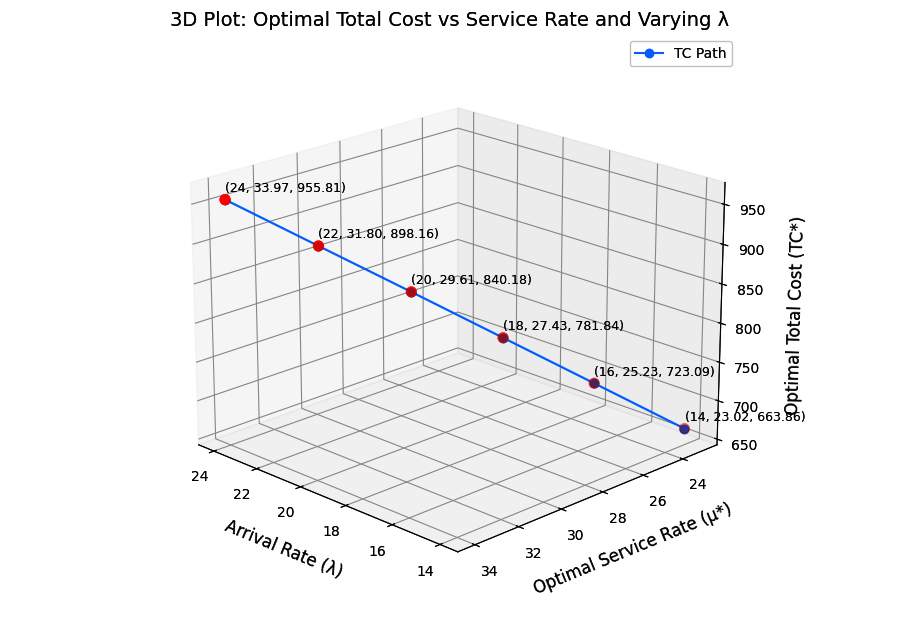 3D Plot: Optimal Total Cost vs Service Rate and Varying λ
TC Path
(24, 33.97, 955.81)
(22, 31.80, 898.16)
(20, 29.61, 840.18)
(18, 27.43, 781.84)
(16, 25.23, 723.09)
(14, 23.02, 663.86)
950
900
850
800
750
700
650
Optimal Total Cost (TC*)
24
22
20
18
16
14
Arrival Rate (λ)
34
32
30
28
26
24
Optimal Service Rate (μ*)